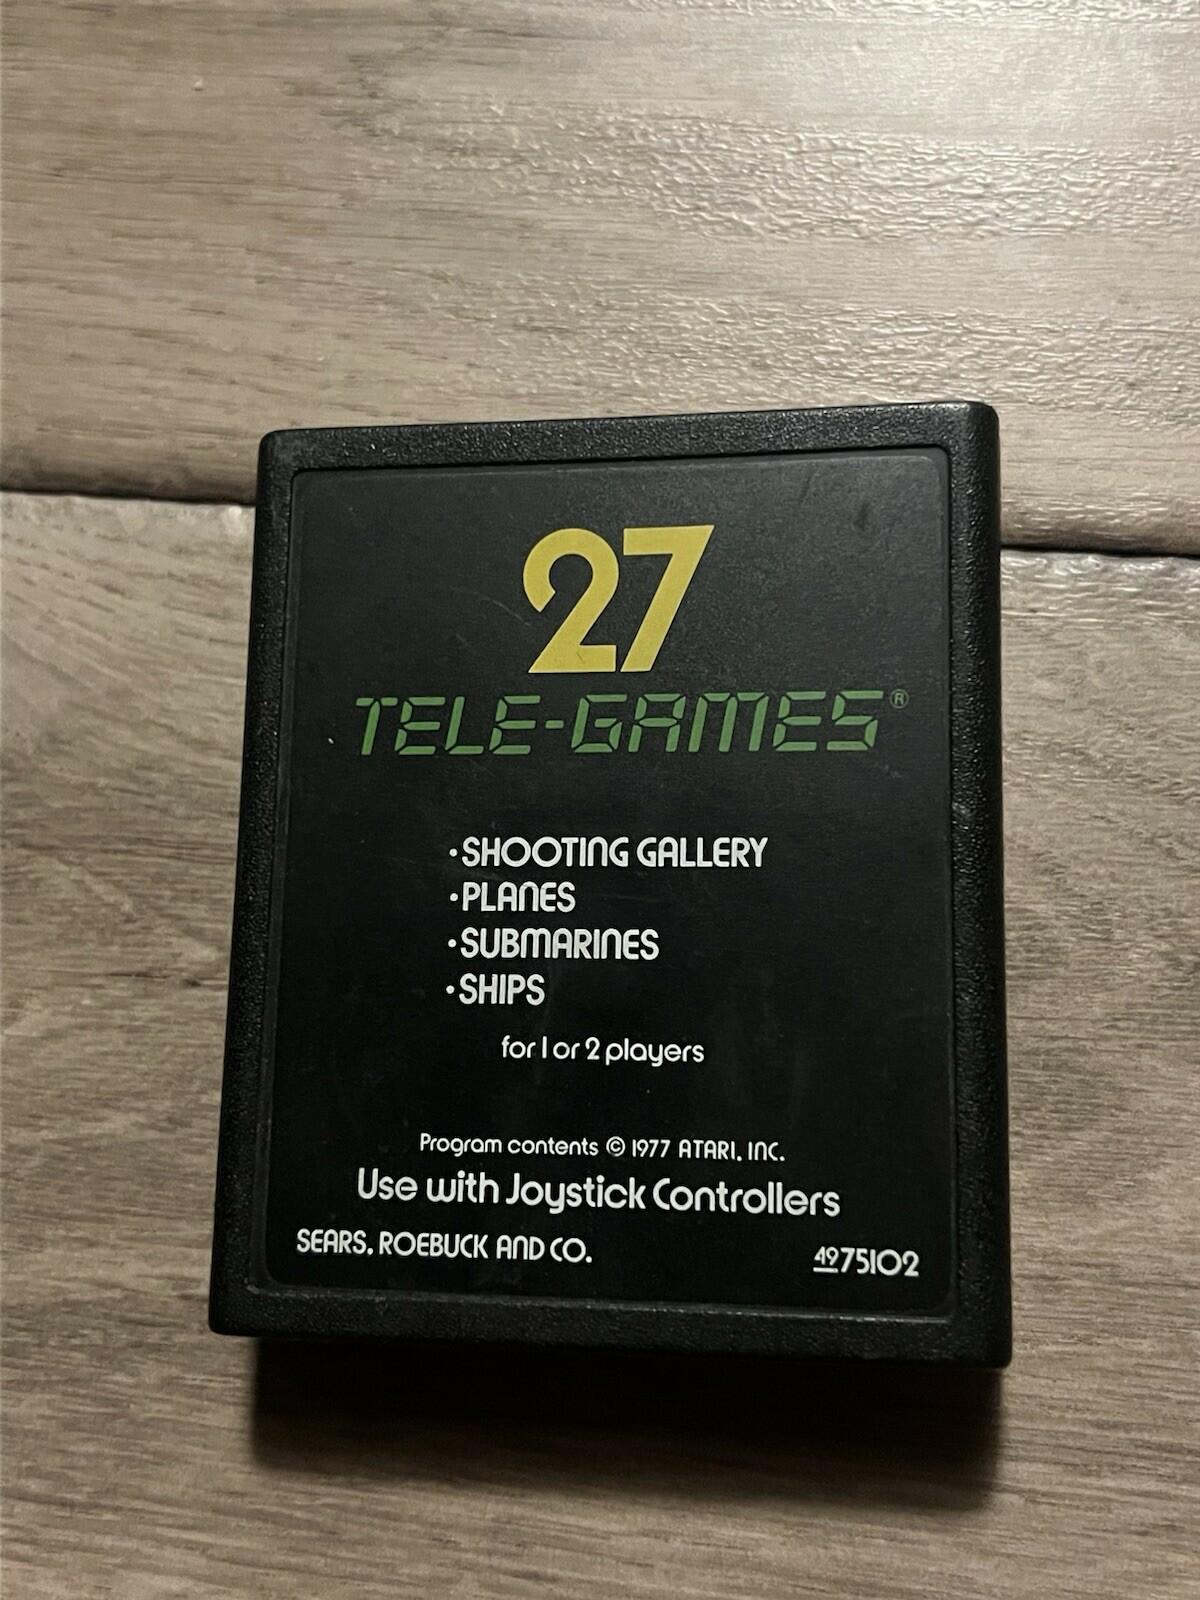 27
TELE-GAMES®
·SHOOTING GALLERY
·PLANES
·SUBMARINES
·SHIPS
for 1 or 2 players
Program contents © 1977 ATARI, INC.
Use with Joystick Controllers
SEARS, ROEBUCK AND CO.
4975102